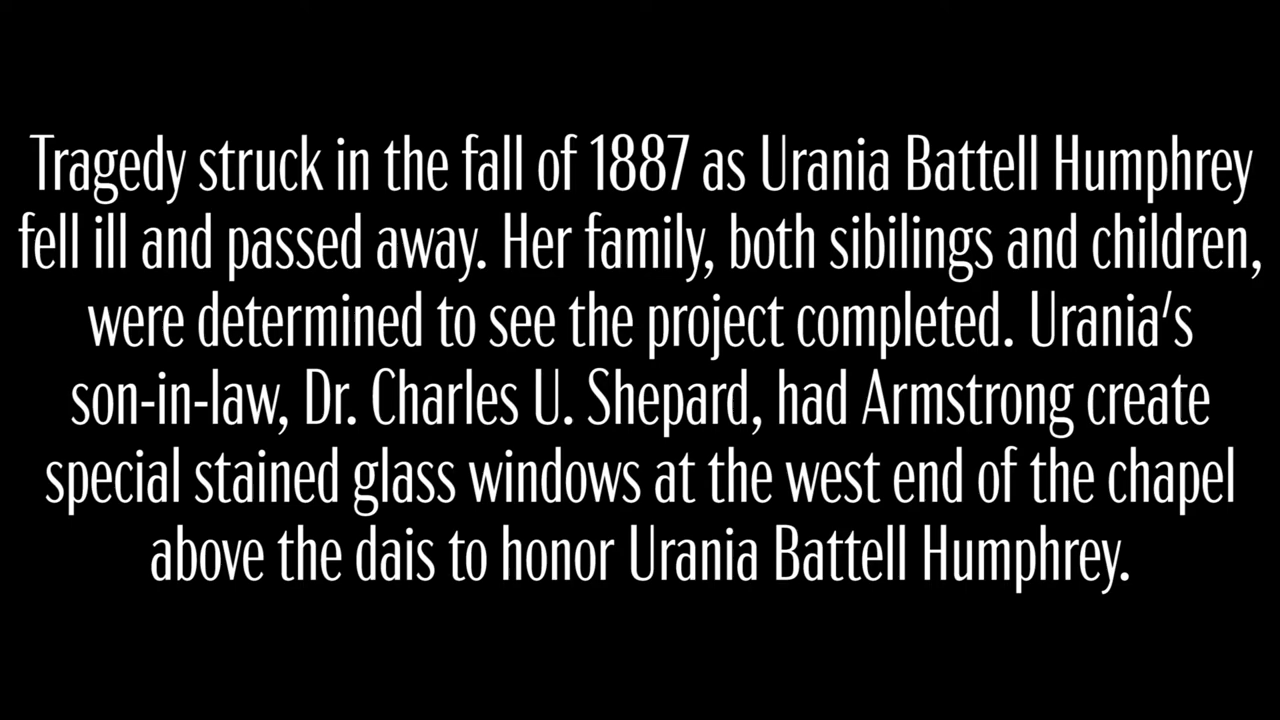 Tragedy struck in the fall of 1887 as Urania Battell Humphrey
fell ill and passed away. Her family, both sibilings and children,
were determined to see the project completed. Urania's
son-in-law, Dr. Charles U. Shepard, had Armstrong create
special stained glass windows at the west end of the chapel
above the dais to honor Urania Battell Humphrey.